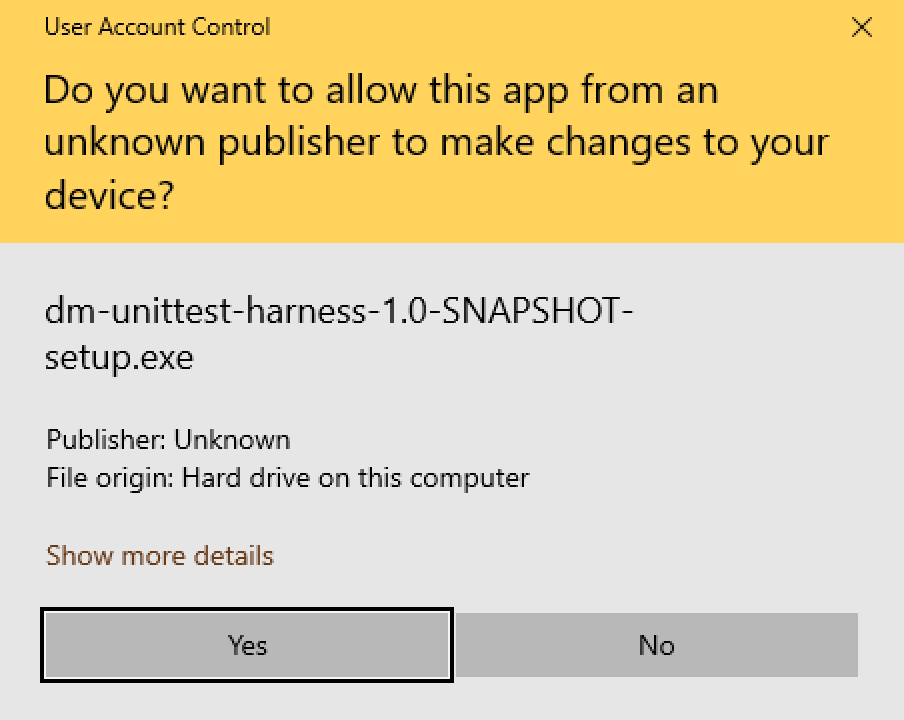 User Account Control
Do you want to allow this app from an
unknown publisher to make changes to your
device?
dm-unittest-harness-1.0-SNAPSHOT-
setup.exe
Publisher: Unknown
File origin: Hard drive on this computer
Show more details
Yes
No